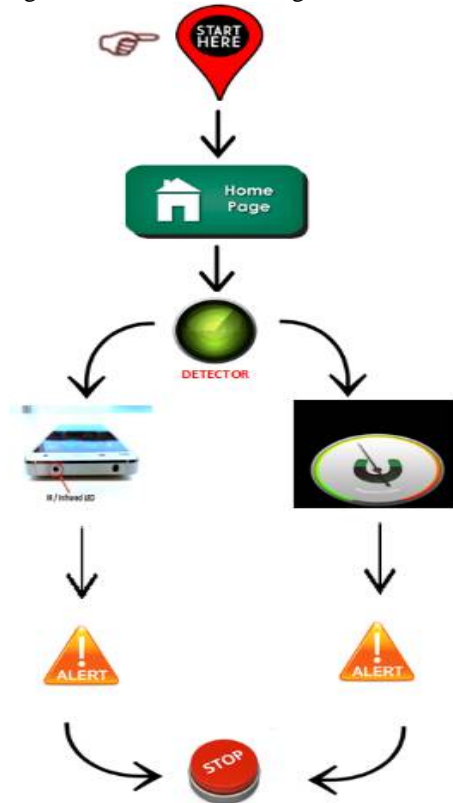 START
HERE
Home
Page
DETECTOR
IR / Infrared LED
ALERT
ALERT
STOP